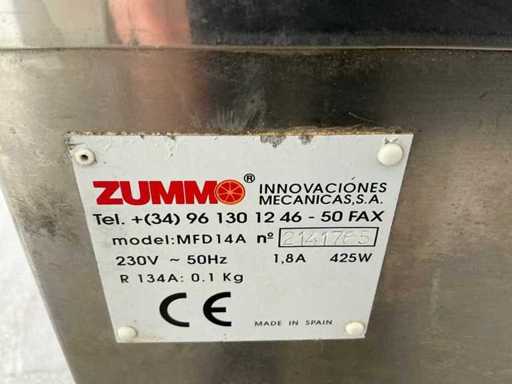 ZUMMO® INNOVACIONES
MECANICAS,S.A.
Tel. +(34) 96 130 12 46 - 50 FAX
model:MFD14A nº 2141765
230V ~ 50Hz 1,8A 425W
R 134A: 0.1 Kg
CE MADE IN SPAIN